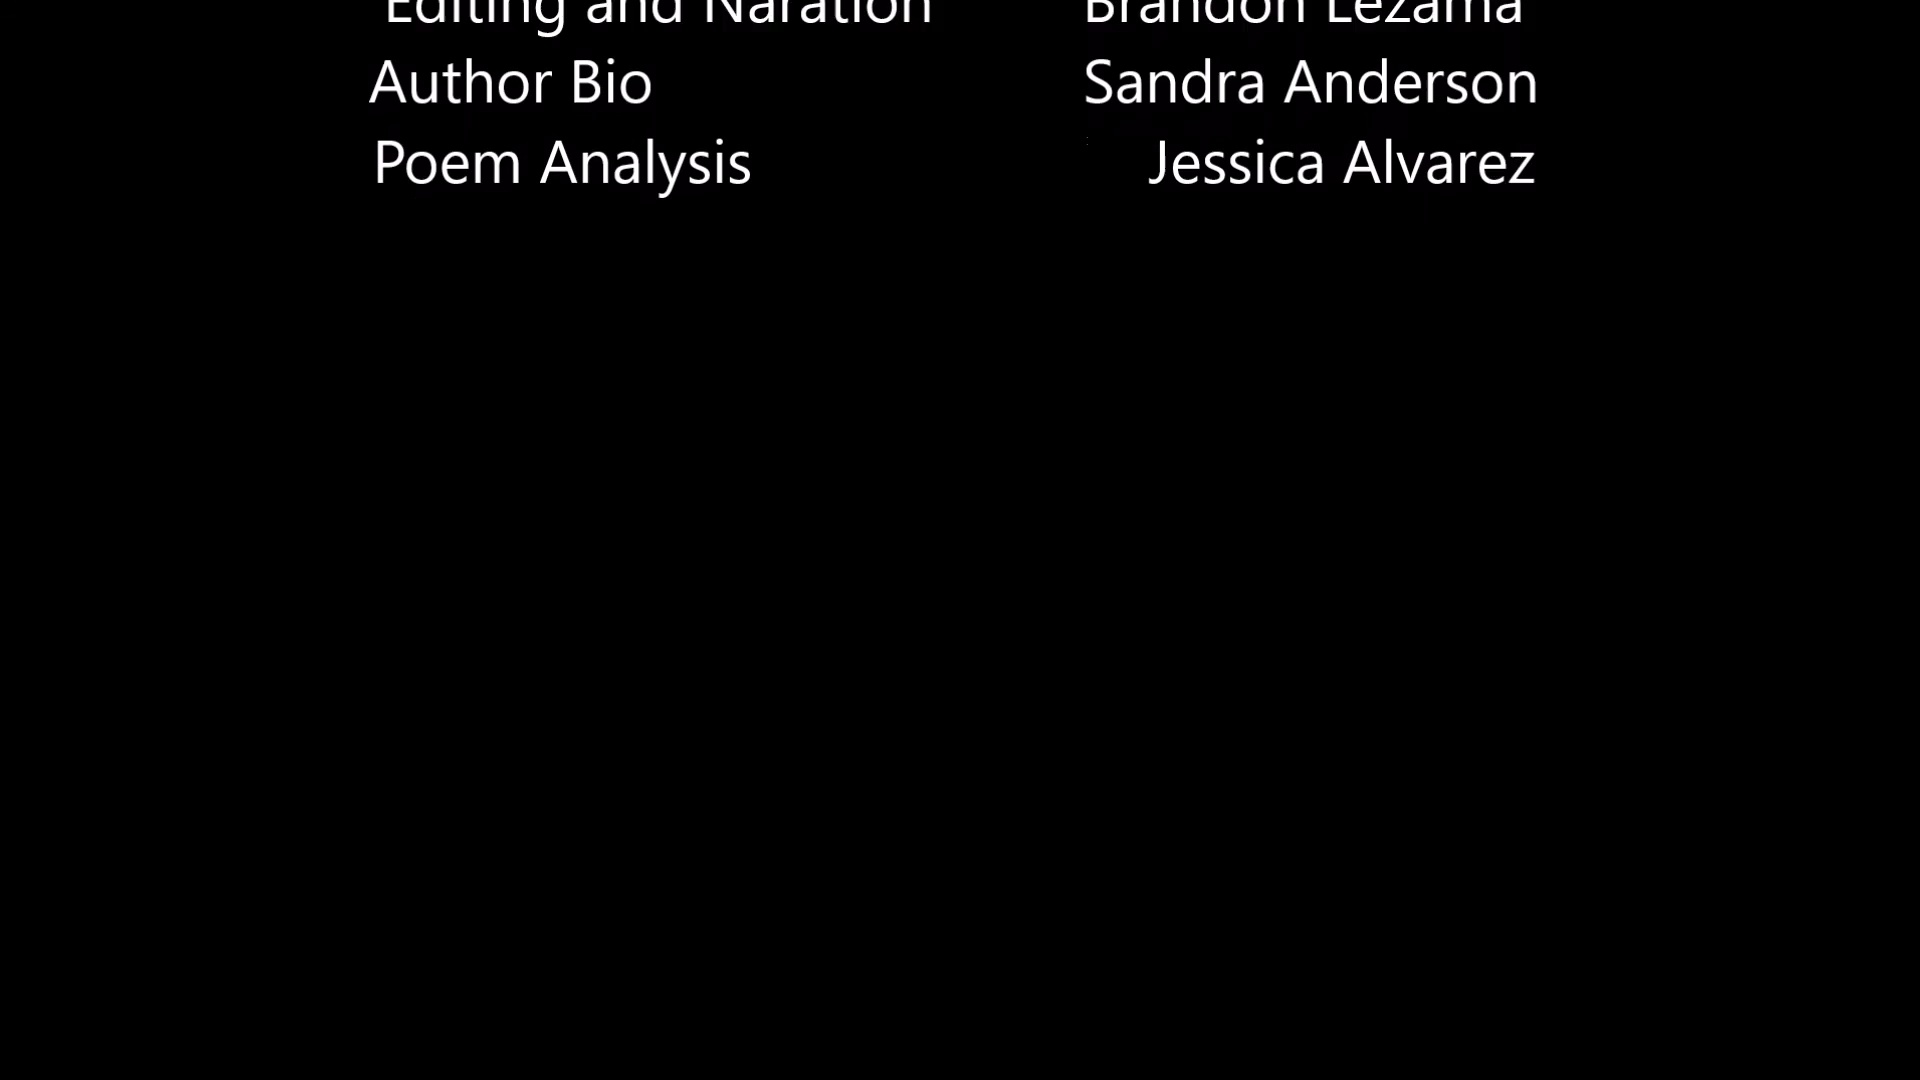 Editing and Naration Brandon Lezama
Author Bio Sandra Anderson
Poem Analysis Jessica Alvarez